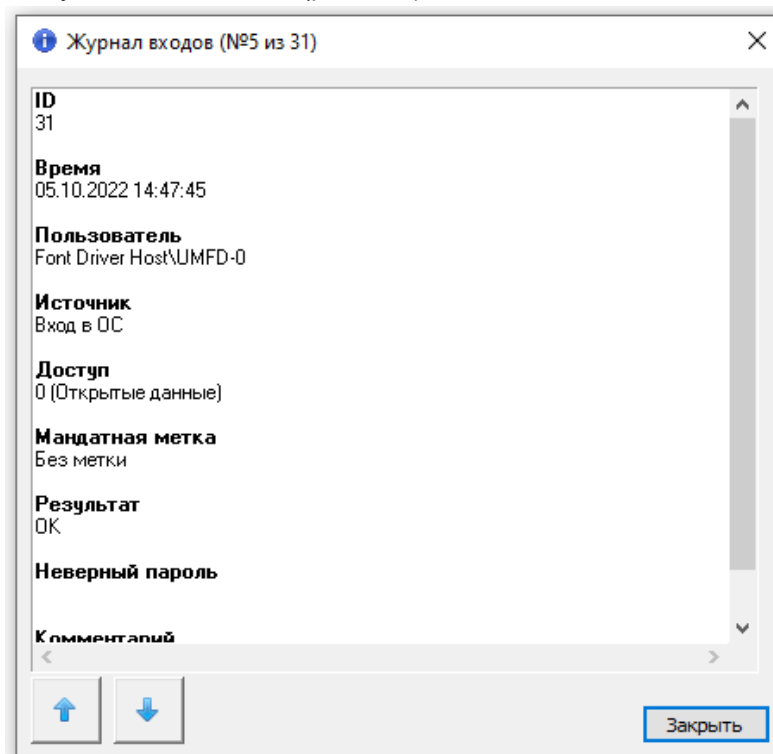 Журнал входов (№5 из 31)
ID
31
Время
05.10.2022 14:47:45
Пользователь
Font Driver Host\UMFD-0
Источник
Вход в ОС
Доступ
0 (Открытые данные)
Мандатная метка
Без метки
Результат
ОК
Неверный пароль
Комментарий
Закрыть